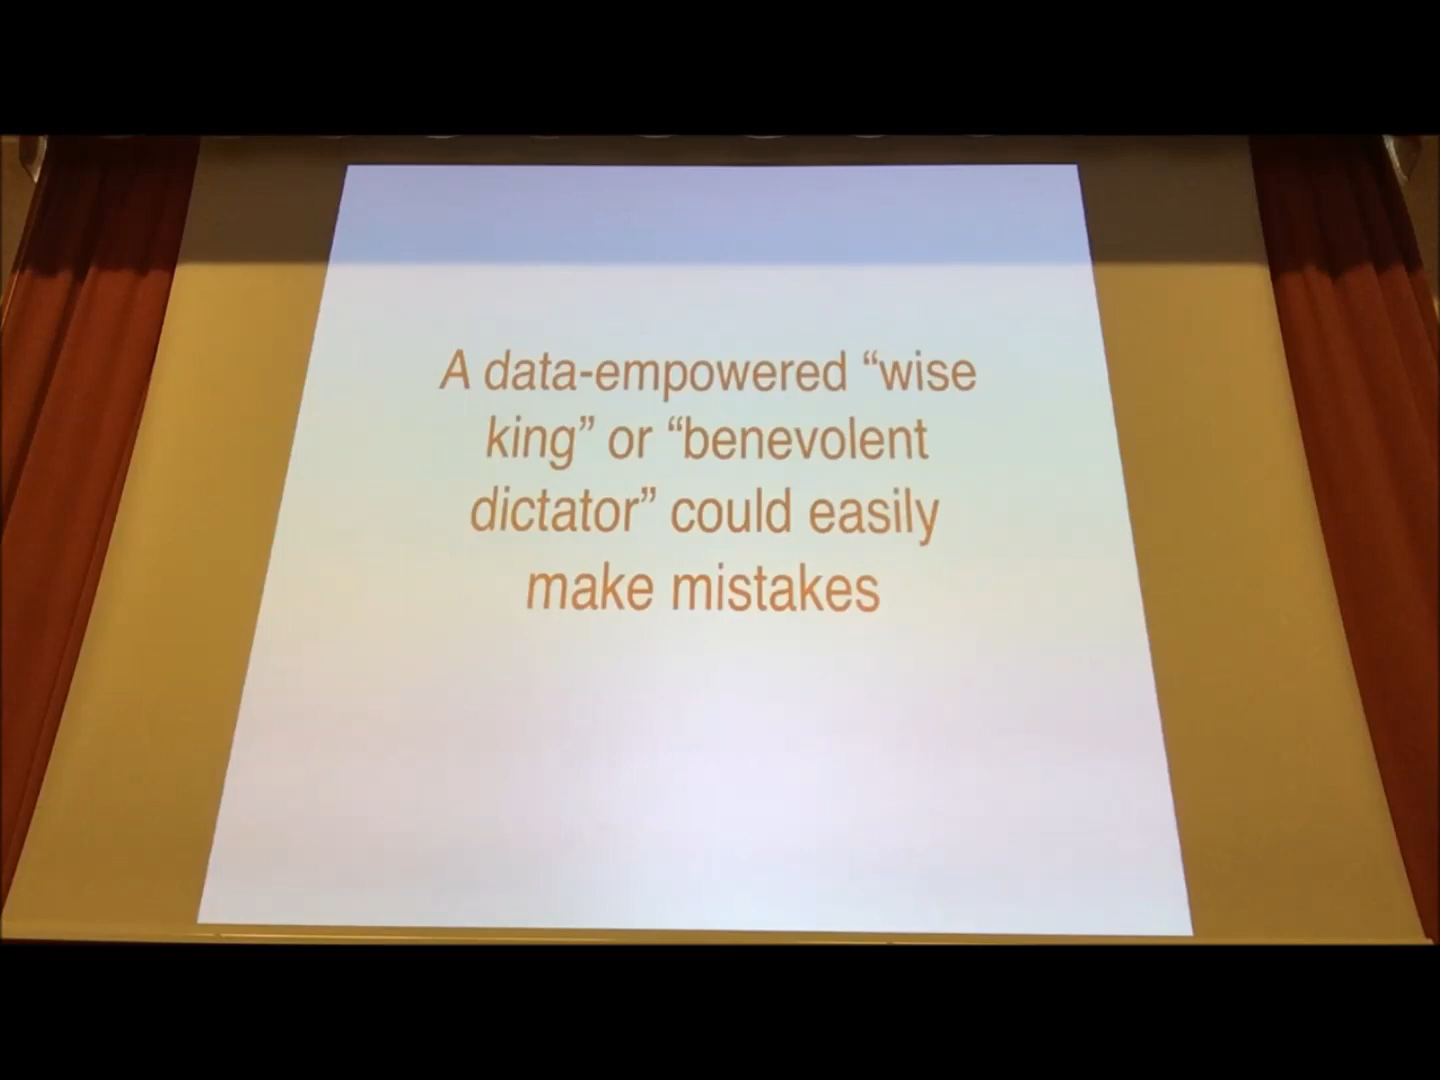 A data-empowered “wise
king” or “benevolent
dictator” could easily
make mistakes